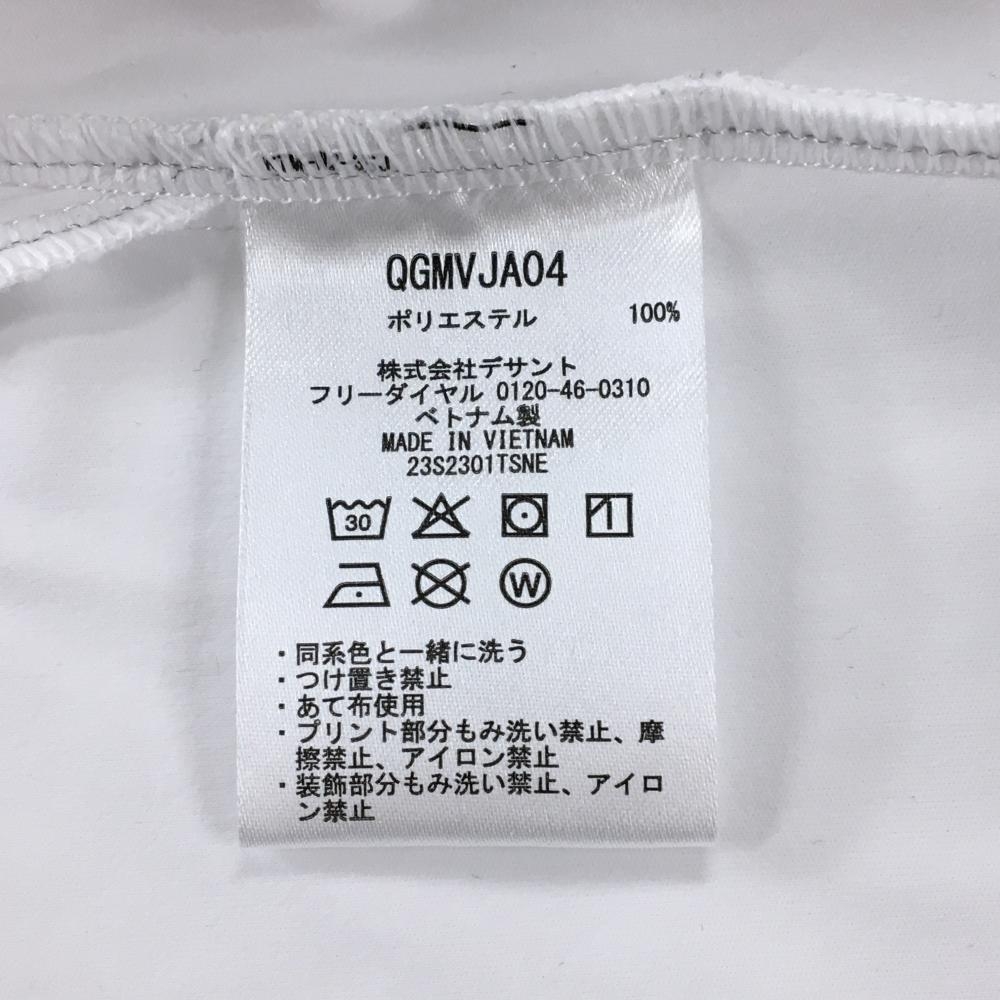 QGMVJA04
ポリエステル 100%
株式会社デサント
フリーダイヤル 0120-46-0310
ベトナム製
MADE IN VIETNAM
23S2301TSNE
30
W
・同系色と一緒に洗う
・つけ置き禁止
・あて布使用
・プリント部分もみ洗い禁止、摩
擦禁止、アイロン禁止
・装飾部分もみ洗い禁止、アイロ
ン禁止